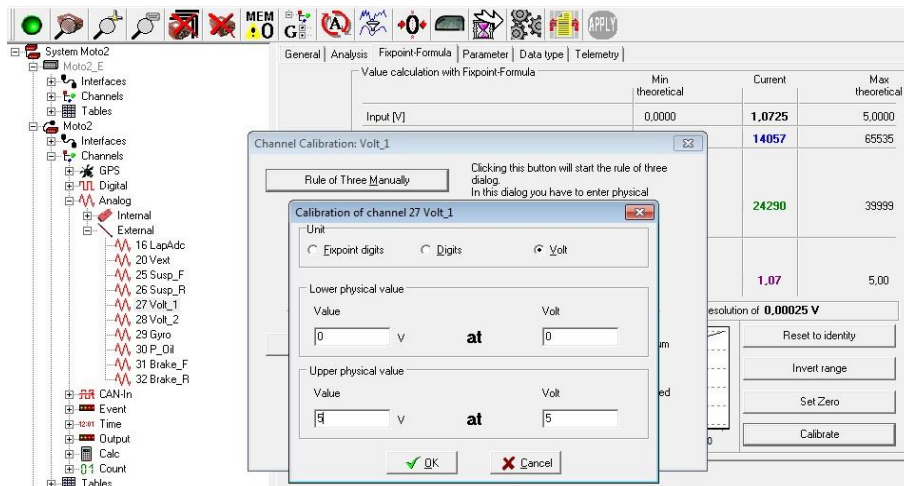 MEM
0
G:
A
0
APPLY
System Moto2
Moto2_E
Interfaces
Channels
Tables
Moto2
Interfaces
Channels
GPS
Digital
Analog
Internal
External
16 LapAdc
20 Vext
25 Susp_F
26 Susp_R
27 Volt_1
28 Volt_2
29 Gyro
30 P_Oil
31 Brake_F
32 Brake_R
CAN-In
Event
12:01 Time
Output
Calc
Count
Tables
General Analysis Fixpoint-Formula Parameter Data type Telemetry
Value calculation with Fixpoint-Formula
Min theoretical Current Max theoretical
Input [V] 0,0000 1,0725 5,0000
14057 65535
24290 39999
1,07 5,00
esolution of 0,00025 V
Reset to identity
Invert range
Set Zero
Calibrate
Channel Calibration: Volt_1
Rule of Three Manually
Clicking this button will start the rule of three
dialog.
In this dialog you have to enter physical
Calibration of channel 27 Volt_1
Unit
Fixpoint digits Digits Volt
Lower physical value
Value Volt
0 V at 0
Upper physical value
Value Volt
5 V at 5
OK Cancel